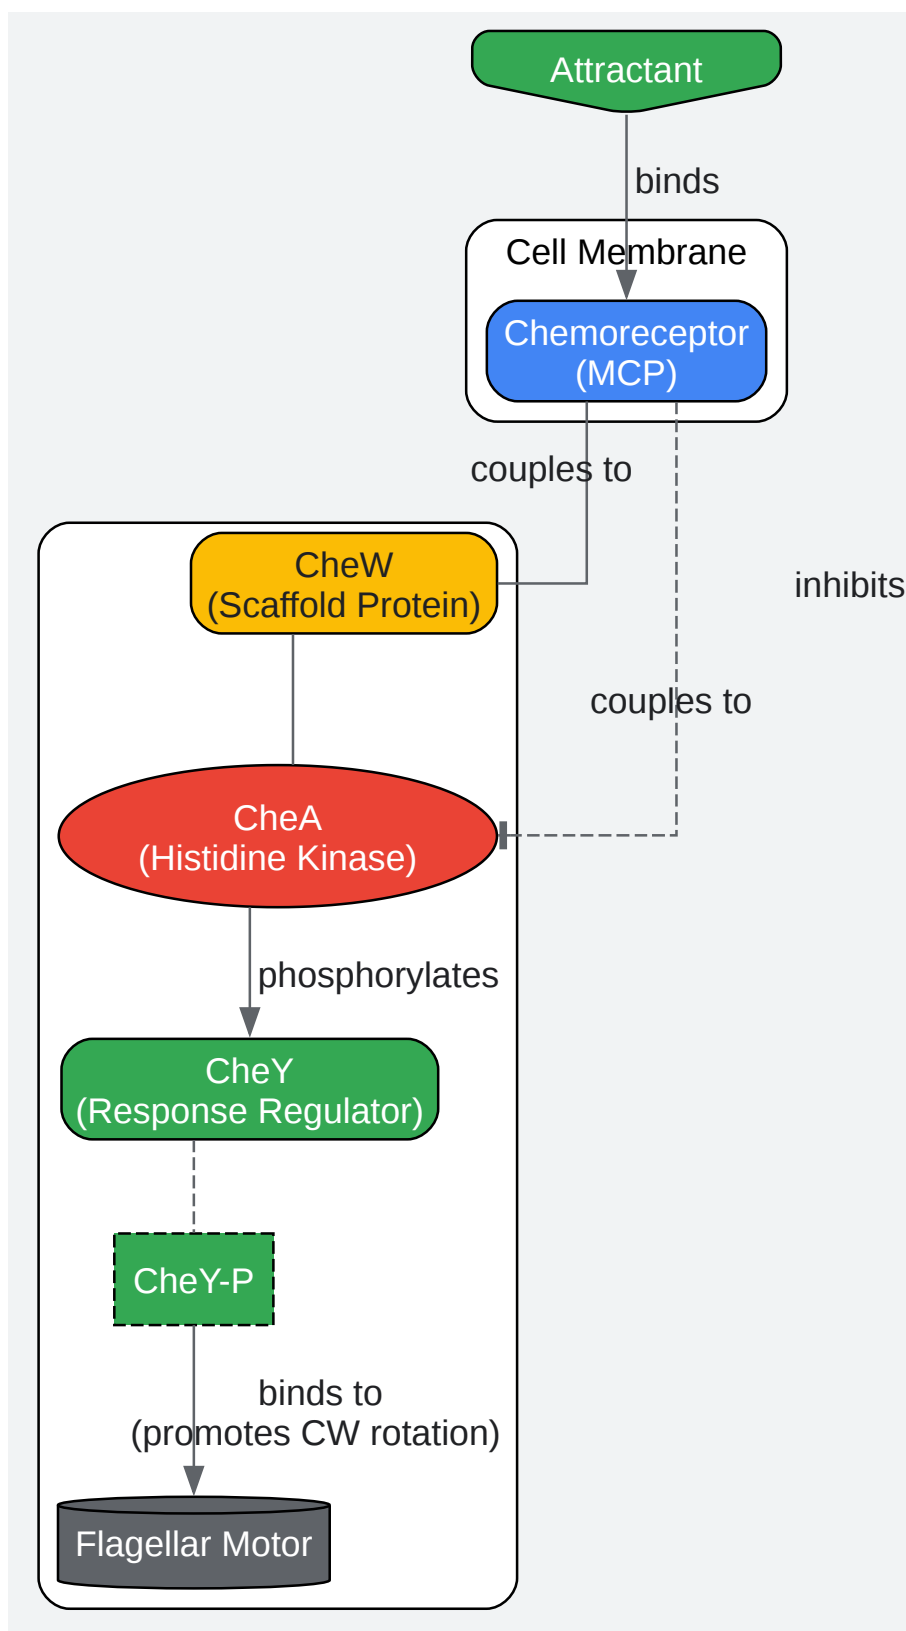 Attractant
binds
Cell Membrane
Chemoreceptor
(MCP)
couples to
CheW
(Scaffold Protein)
inhibits
couples to
CheA
(Histidine Kinase)
phosphorylates
CheY
(Response Regulator)
CheY-P
binds to
(promotes CW rotation)
Flagellar Motor